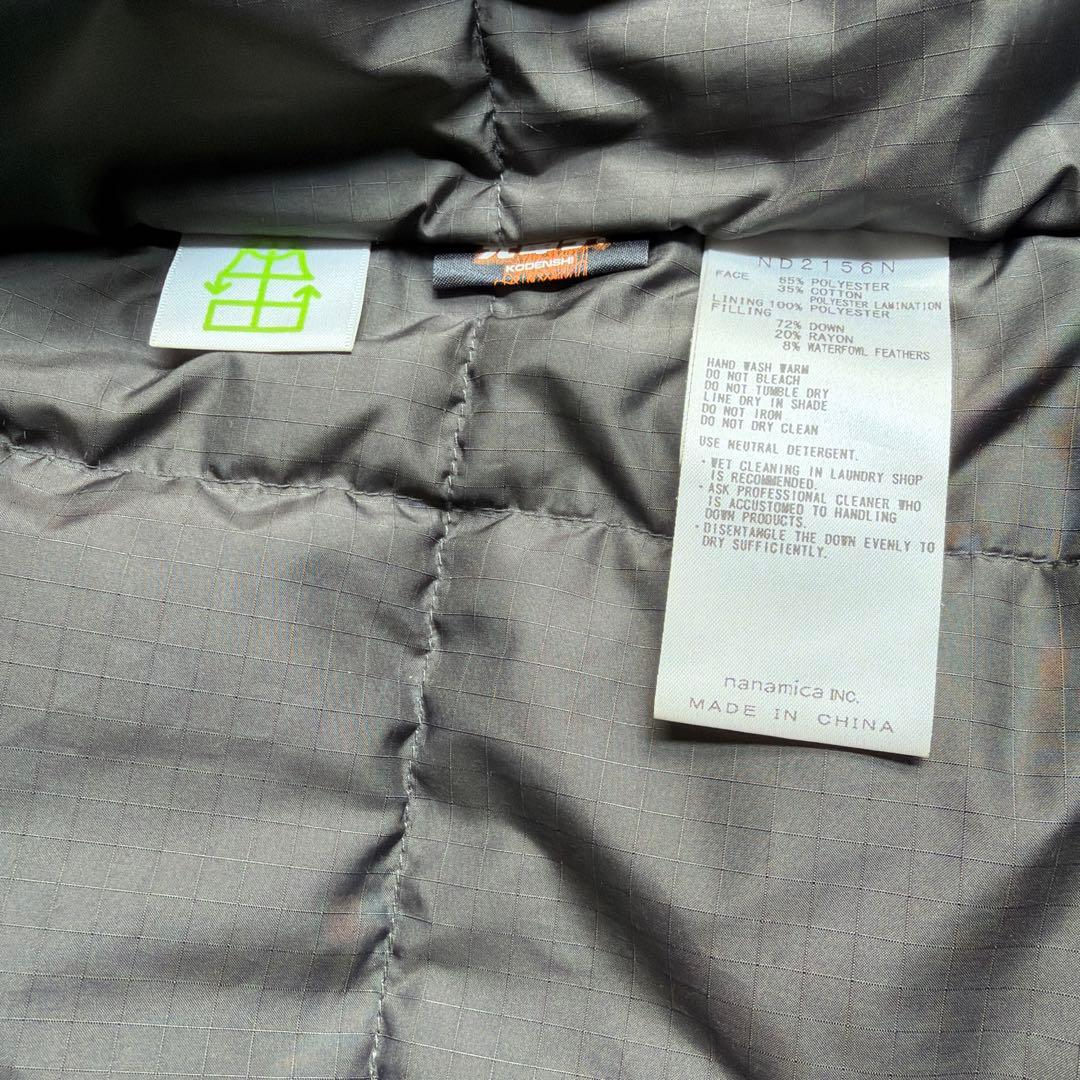 KODENSHI
ND2156N
FACE 65% POLYESTER
35% COTTON
POLYESTER LAMINATION
LINING 100% POLYESTER
FILLING
72% DOWN
20% RAYON
8% WATERFOWL FEATHERS
HAND WASH WARM
DO NOT BLEACH
DO NOT TUMBLE DRY
LINE DRY IN SHADE
DO NOT IRON
DO NOT DRY CLEAN
USE NEUTRAL DETERGENT.
・WET CLEANING IN LAUNDRY SHOP
IS RECOMMENDED.
・ASK PROFESSIONAL CLEANER WHO
IS ACCUSTOMED TO HANDLING
DOWN PRODUCTS.
・DISENTANGLE THE DOWN EVENLY TO
DRY SUFFICIENTLY.
nanamica INC.
MADE IN CHINA